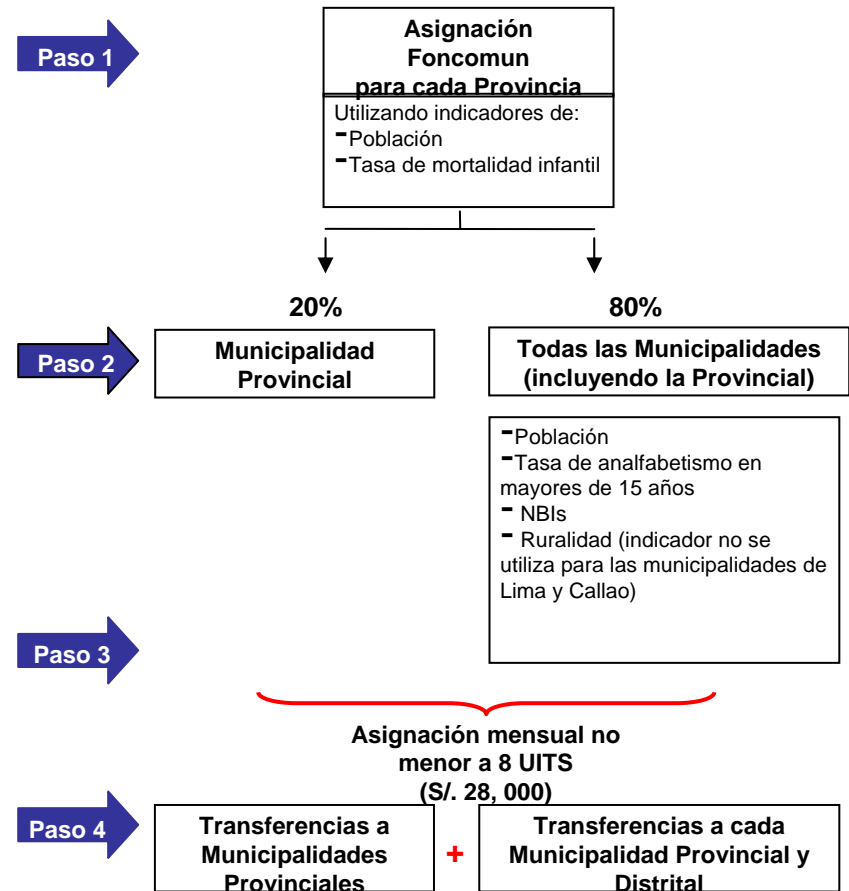 Paso 1
Asignación
Foncomun
para cada Provincia
Utilizando indicadores de:
-Población
-Tasa de mortalidad infantil
20%
80%
Paso 2
Municipalidad
Provincial
Todas las Municipalidades
(incluyendo la Provincial)
-Población
-Tasa de analfabetismo en
mayores de 15 años
- NBIs
- Ruralidad (indicador no se
utiliza para las municipalidades de
Lima y Callao)
Paso 3
Asignación mensual no
menor a 8 UITS
(S/. 28, 000)
Paso 4
Transferencias a
Municipalidades
Provinciales
+
Transferencias a cada
Municipalidad Provincial y
Distrital